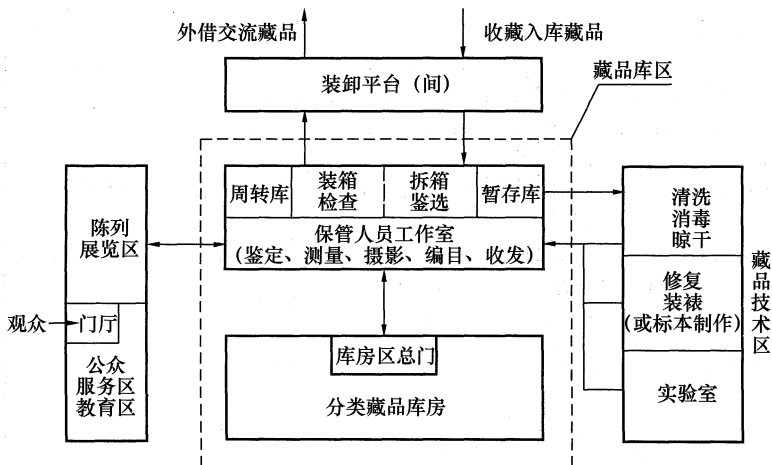 外借交流藏品
收藏入库藏品
装卸平台（间）
藏品库区
周转库
装箱
检查
拆箱
鉴选
暂存库
保管人员工作室
（鉴定、测量、摄影、编目、收发）
陈列
展览区
观众
门厅
公众
服务区
教育区
库房区总门
分类藏品库房
清洗
消毒
晾干
修复
装裱
（或标本制作）
实验室
藏品技术区